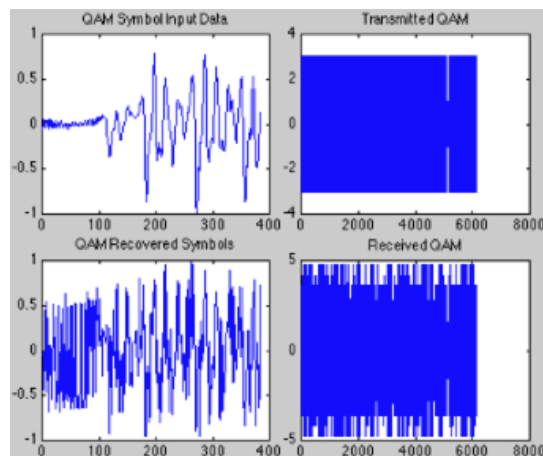 QAM Symbol Input Data
1
0.5
0
-0.5
-1
0 100 200 300 400
Transmitted QAM
4
2
0
-2
-4
0 2000 4000 6000 8000
QAM Recovered Symbols
1
0.5
0
-0.5
-1
0 100 200 300 400
Received QAM
5
0
-5
0 2000 4000 6000 8000